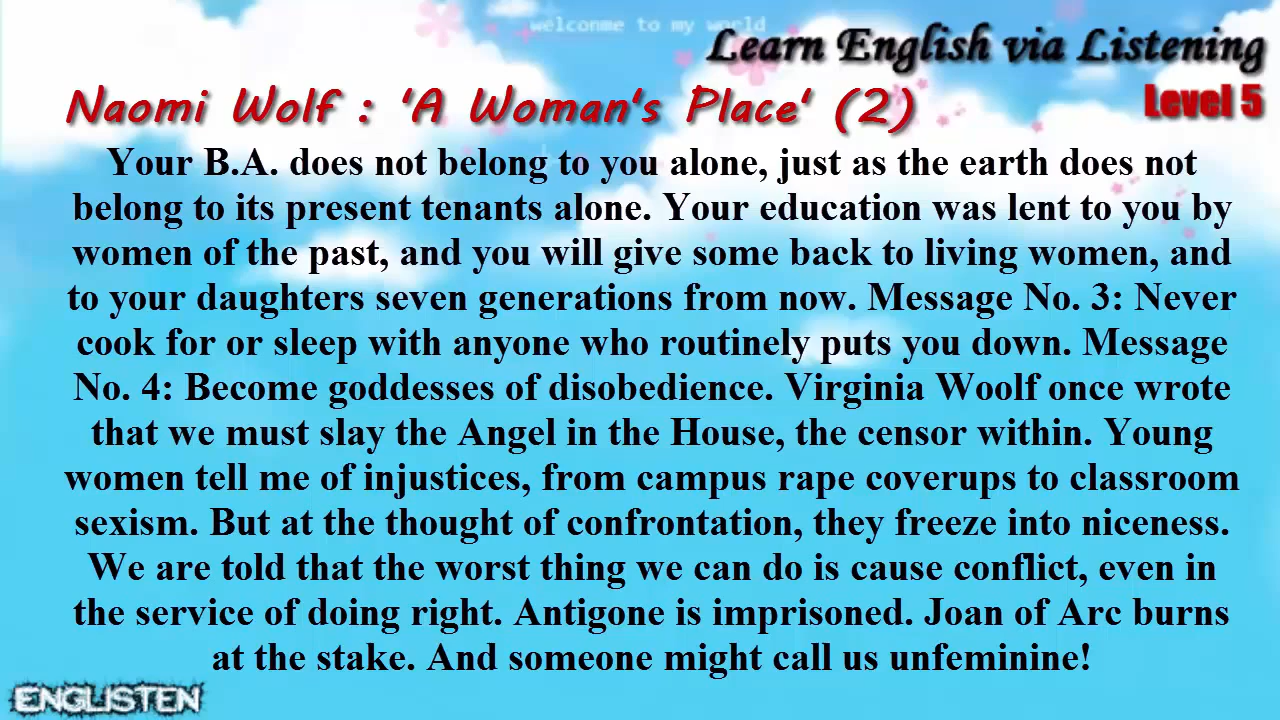 welconme to my world
Learn English via Listening
Level 5
Naomi Wolf : 'A Woman's Place' (2)
Your B.A. does not belong to you alone, just as the earth does not
belong to its present tenants alone. Your education was lent to you by
women of the past, and you will give some back to living women, and
to your daughters seven generations from now. Message No. 3: Never
cook for or sleep with anyone who routinely puts you down. Message
No. 4: Become goddesses of disobedience. Virginia Woolf once wrote
that we must slay the Angel in the House, the censor within. Young
women tell me of injustices, from campus rape coverups to classroom
sexism. But at the thought of confrontation, they freeze into niceness.
We are told that the worst thing we can do is cause conflict, even in
the service of doing right. Antigone is imprisoned. Joan of Arc burns
at the stake. And someone might call us unfeminine!
ENGLISTEN